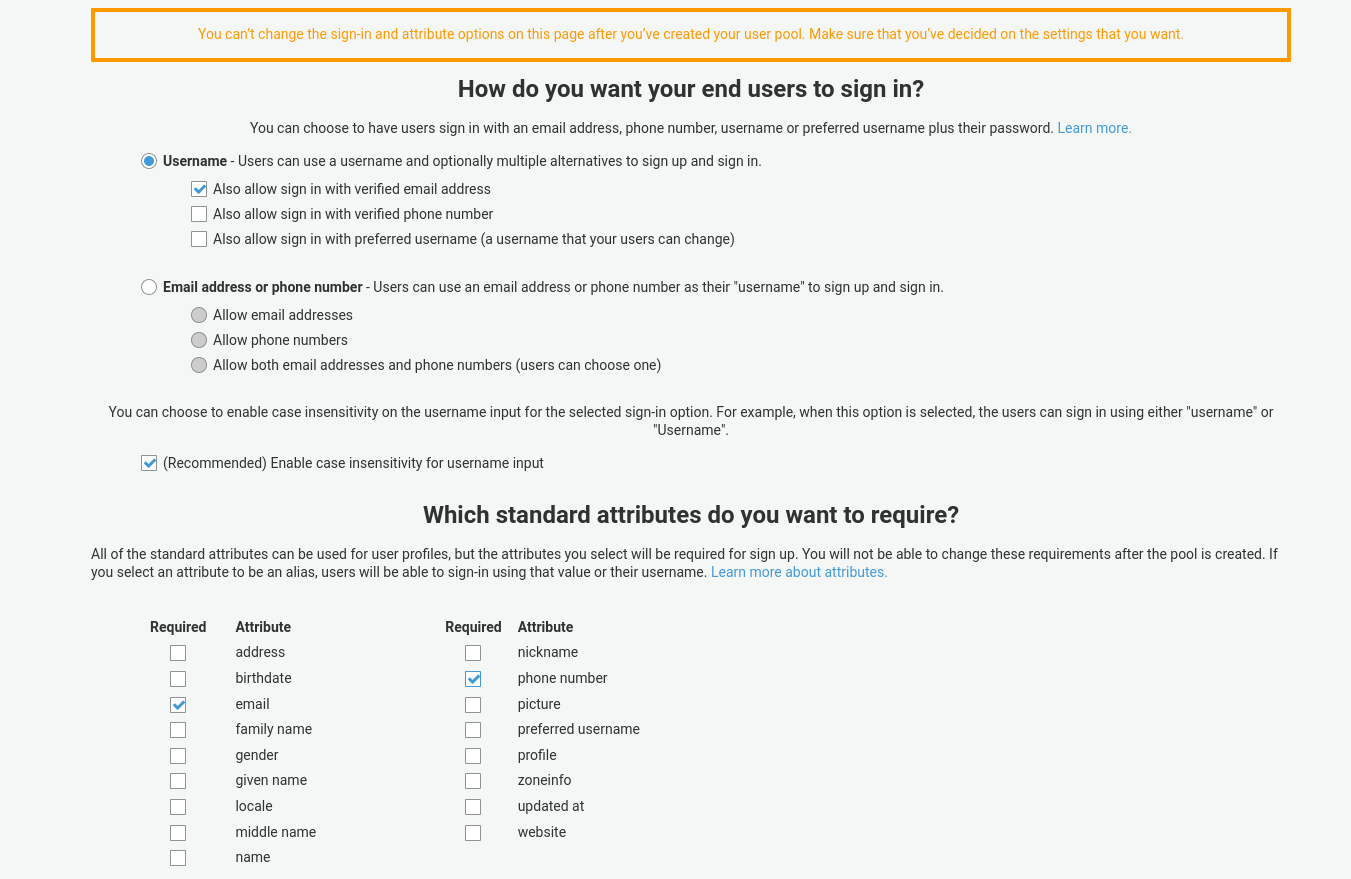 You can't change the sign-in and attribute options on this page after you've created your user pool. Make sure that you've decided on the settings that you want.
How do you want your end users to sign in?
You can choose to have users sign in with an email address, phone number, username or preferred username plus their password. Learn more.
Username - Users can use a username and optionally multiple alternatives to sign up and sign in.
Also allow sign in with verified email address
Also allow sign in with verified phone number
Also allow sign in with preferred username (a username that your users can change)
Email address or phone number - Users can use an email address or phone number as their "username" to sign up and sign in.
Allow email addresses
Allow phone numbers
Allow both email addresses and phone numbers (users can choose one)
You can choose to enable case insensitivity on the username input for the selected sign-in option. For example, when this option is selected, the users can sign in using either "username" or
"Username".
(Recommended) Enable case insensitivity for username input
Which standard attributes do you want to require?
All of the standard attributes can be used for user profiles, but the attributes you select will be required for sign up. You will not be able to change these requirements after the pool is created. If
you select an attribute to be an alias, users will be able to sign-in using that value or their username. Learn more about attributes.
Required Attribute Required Attribute
address nickname
birthdate phone number
email picture
family name preferred username
gender profile
given name zoneinfo
locale updated at
middle name website
name